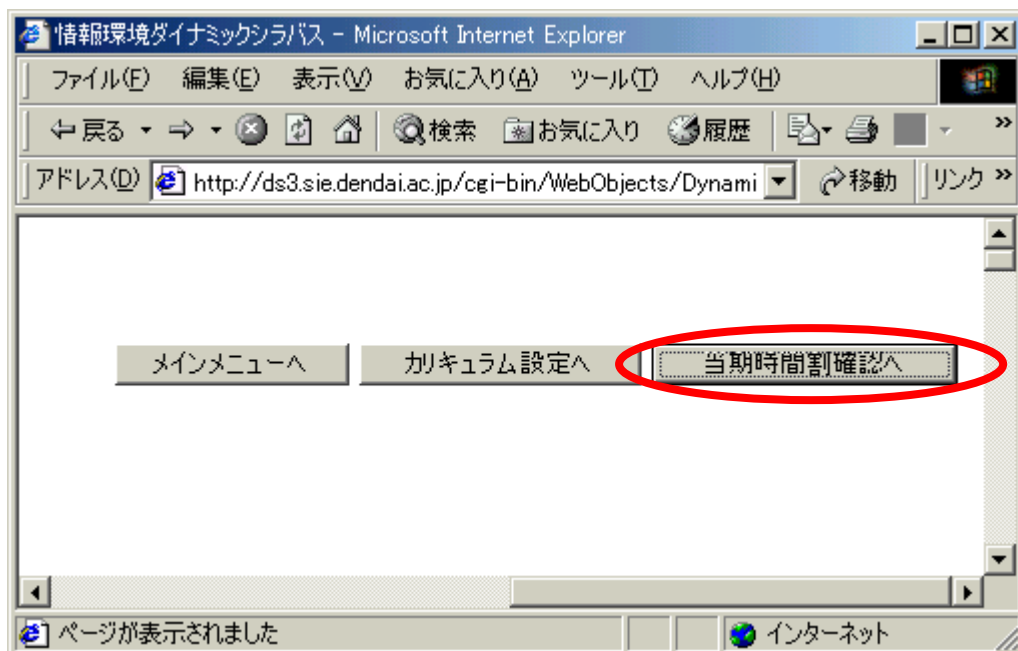 情報環境ダイナミックシラバス - Microsoft Internet Explorer
ファイル(F) 編集(E) 表示(V) お気に入り(A) ツール(T) ヘルプ(H)
戻る 検索 お気に入り 履歴 »
アドレス(D) http://ds3.sie.dendai.ac.jp/cgi-bin/WebObjects/Dynami 移動 リンク »
メインメニューへ カリキュラム設定へ 当期時間割確認へ
ページが表示されました インターネット